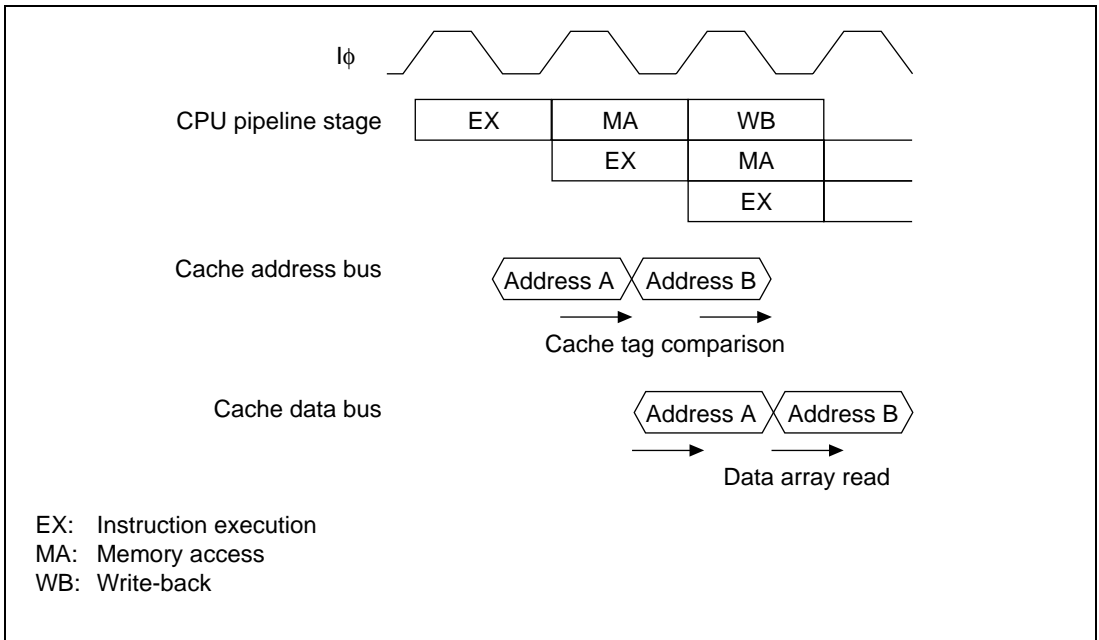 Iφ
CPU pipeline stage EX MA WB
EX MA
EX
Cache address bus Address A Address B
Cache tag comparison
Cache data bus Address A Address B
Data array read
EX: Instruction execution
MA: Memory access
WB: Write-back